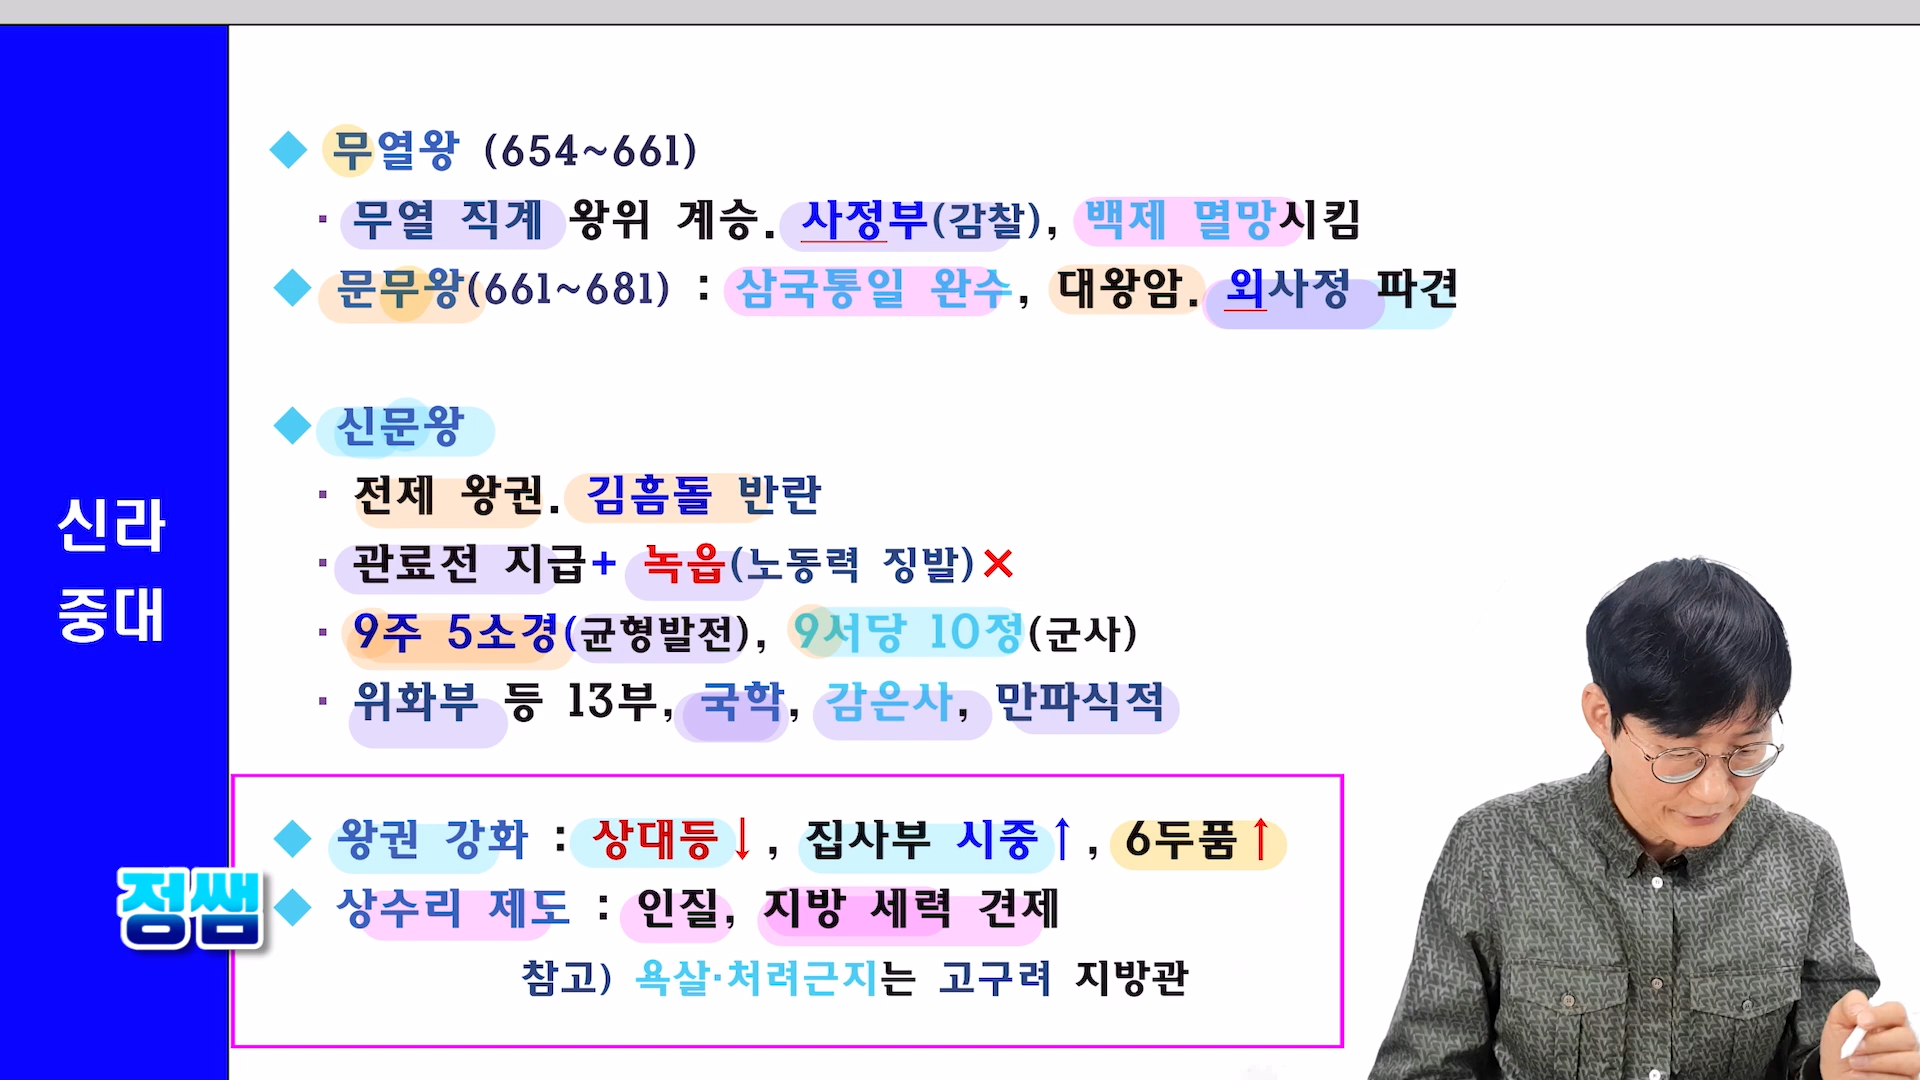 신라
중대
◆ 무열왕 (654~661)
· 무열 직계 왕위 계승. 사정부(감찰), 백제 멸망시킴
◆ 문무왕(661~681) : 삼국통일 완수, 대왕암. 외사정 파견
◆ 신문왕
· 전제 왕권. 김흠돌 반란
· 관료전 지급+ 녹읍(노동력 징발)×
· 9주 5소경(균형발전), 9서당 10정(군사)
· 위화부 등 13부, 국학, 감은사, 만파식적
◆ 왕권 강화 : 상대등↓, 집사부 시중↑, 6두품↑
◆ 상수리 제도 : 인질, 지방 세력 견제
참고) 욕살·처려근지는 고구려 지방관
정쌤